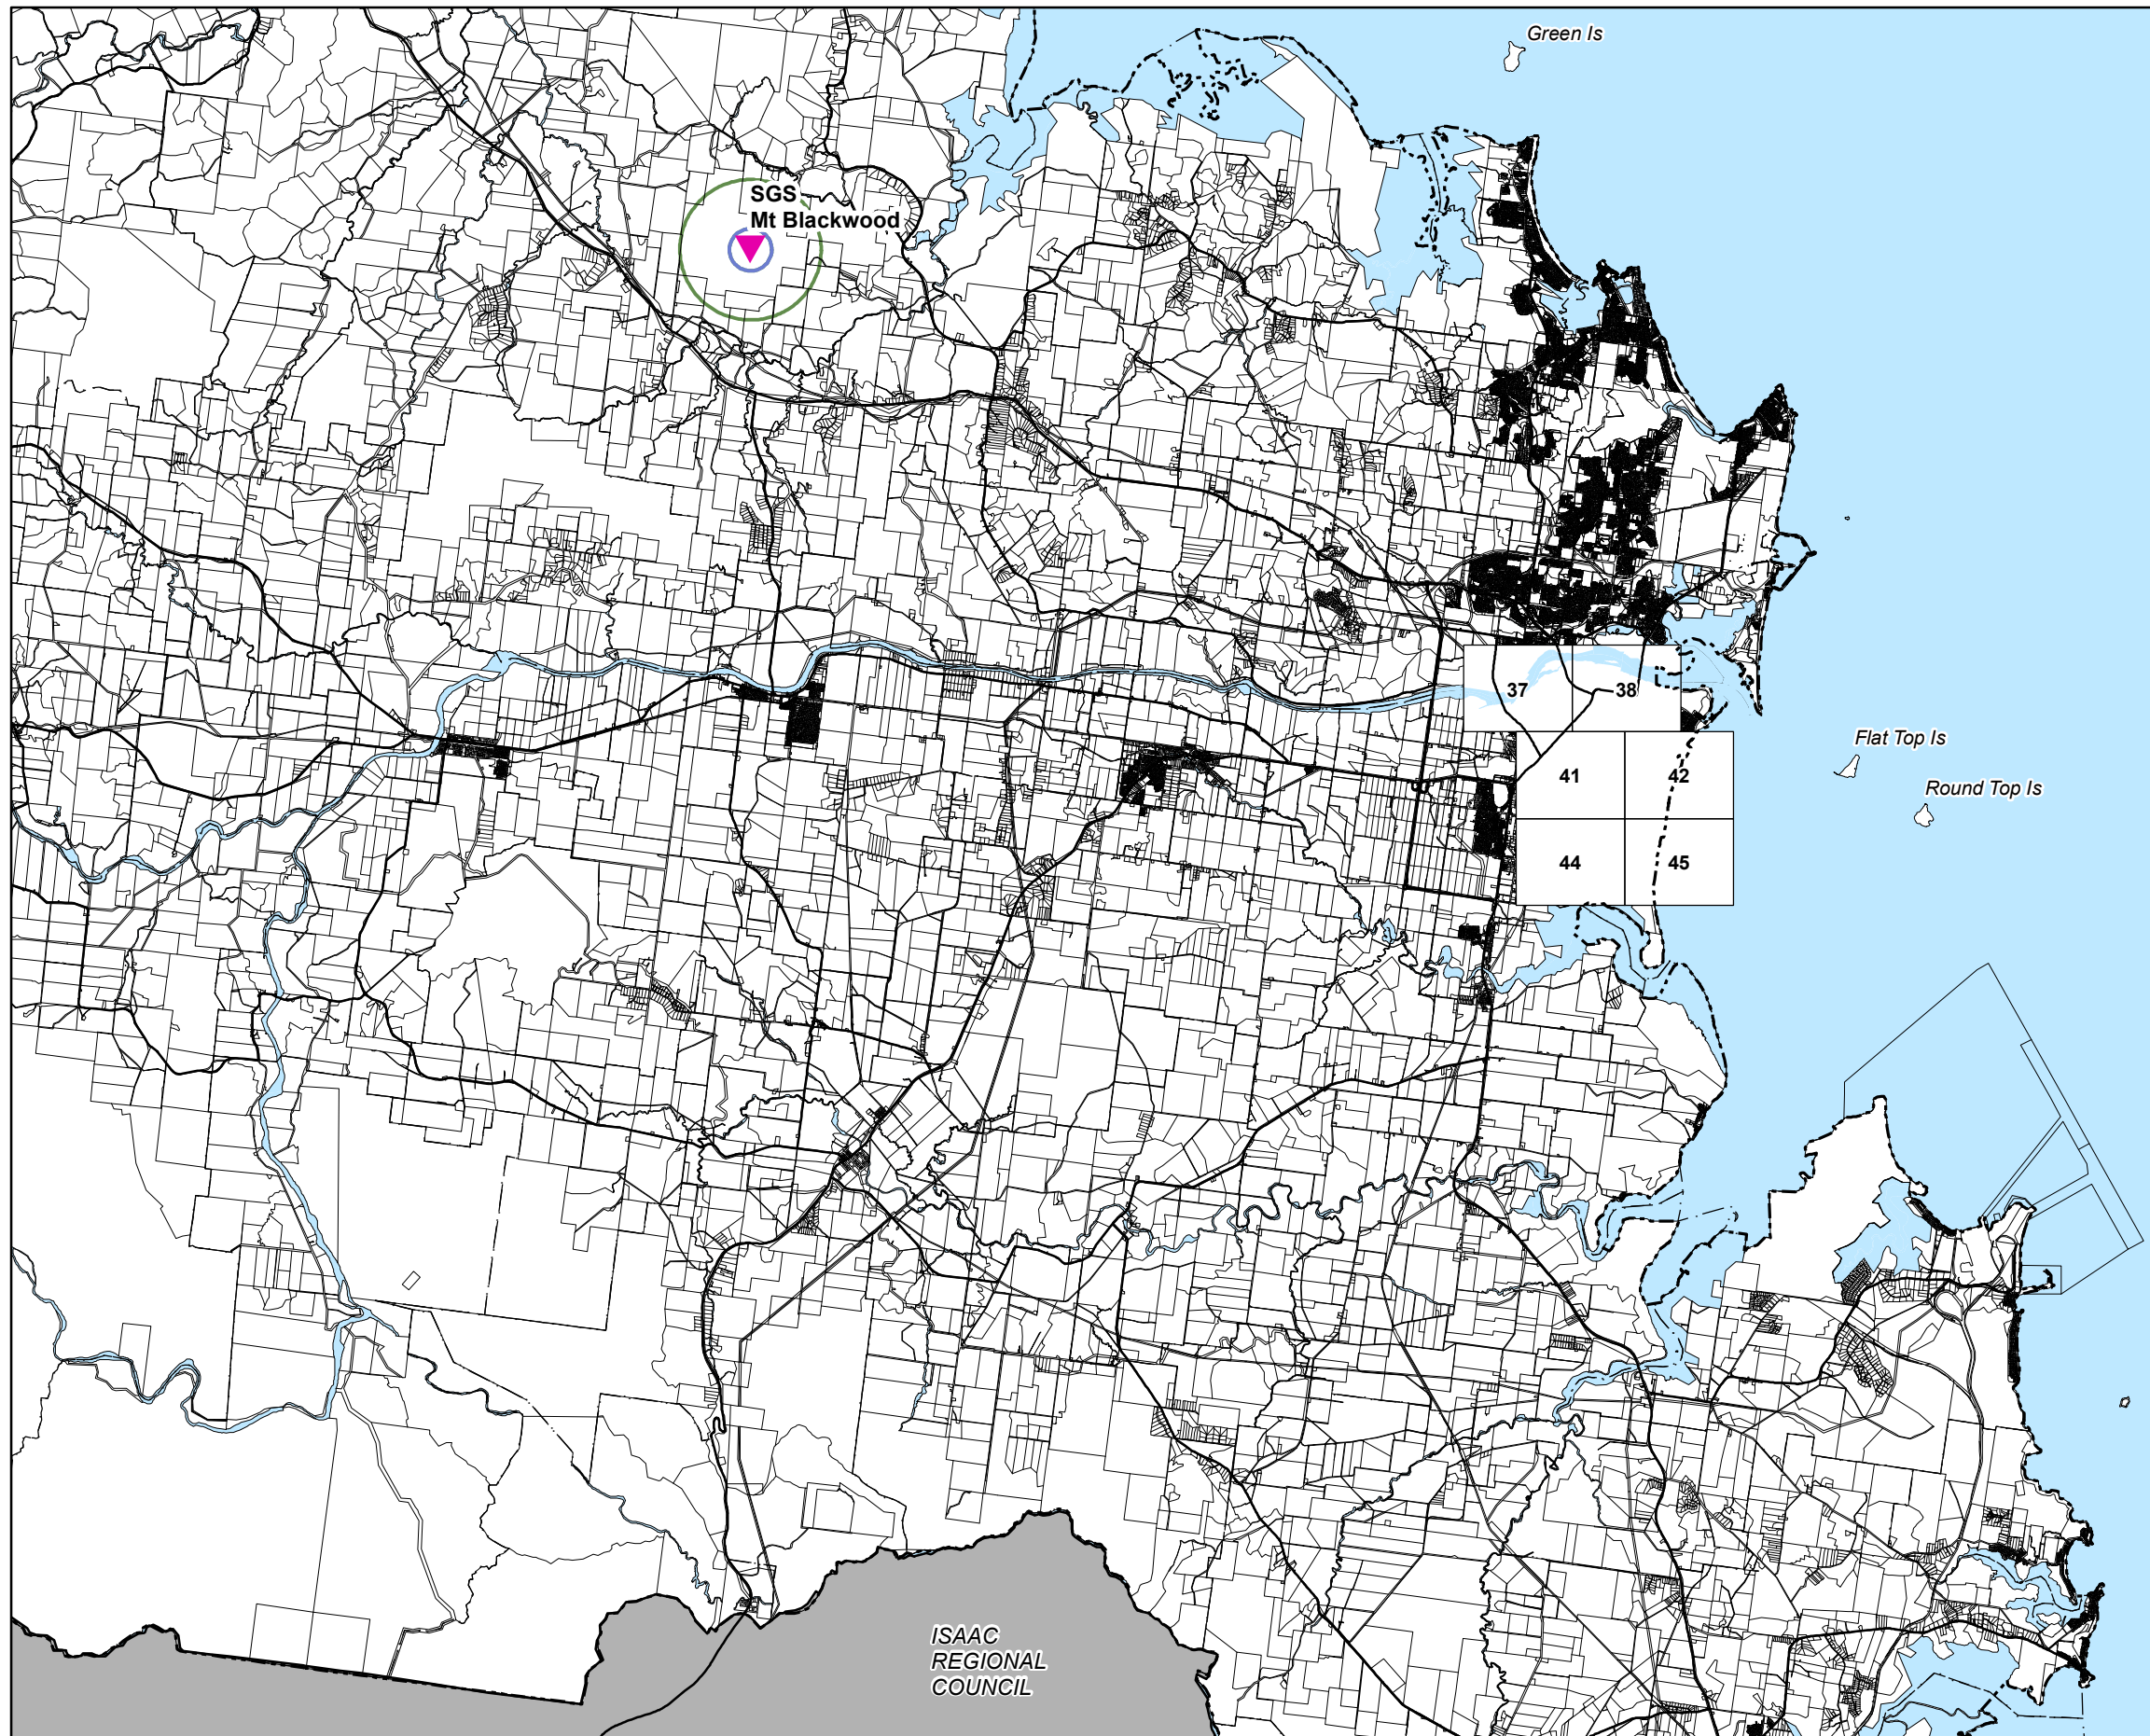 Green Is
SGS
Mt Blackwood
37
38
Flat Top Is
41
42
Round Top Is
44
45
ISAAC
REGIONAL
COUNCIL